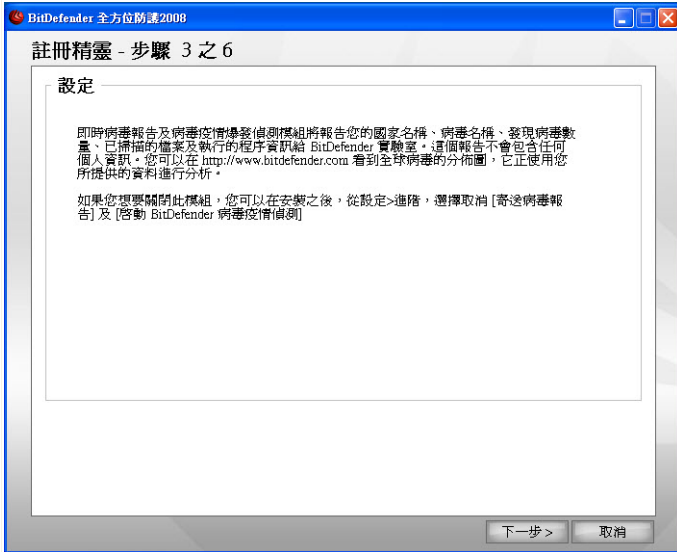 BitDefender 全方位防護2008
註冊精靈 - 步驟 3 之 6
設定
即時病毒報告及病毒疫情爆發偵測模組將報告您的國家名稱、病毒名稱、發現病毒數
量、已掃描的檔案及執行的程序資訊給 BitDefender 實驗室。這個報告不會包含任何
個人資訊。您可以在 http://www.bitdefender.com 看到全球病毒的分佈圖，它正使用您
所提供的資料進行分析。
如果您想要關閉此模組，您可以在安裝之後，從設定>進階，選擇取消 [寄送病毒報
告] 及 [啓動 BitDefender 病毒疫情偵測]
下一步 >
取消